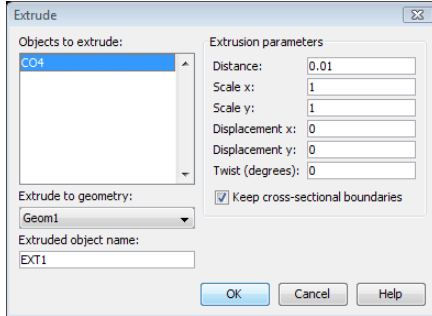 Extrude
Objects to extrude:
CO4
Extrude to geometry:
Geom1
Extruded object name:
EXT1
Extrusion parameters
Distance: 0.01
Scale x: 1
Scale y: 1
Displacement x: 0
Displacement y: 0
Twist (degrees): 0
Keep cross-sectional boundaries
OK Cancel Help